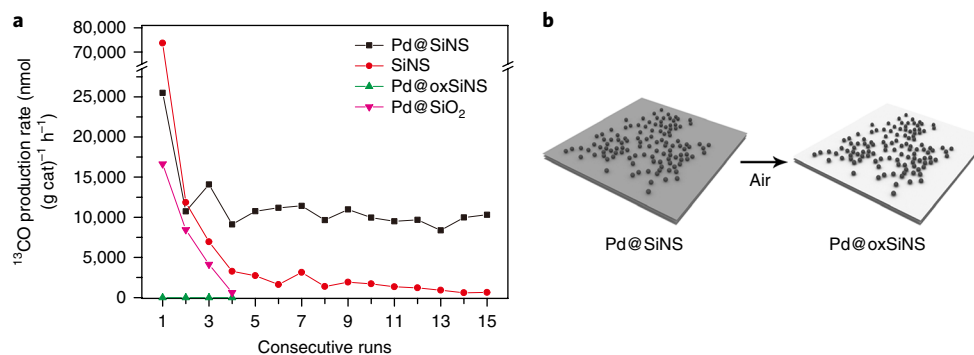 a
80,000
70,000
25,000
20,000
15,000
10,000
5,000
0
¹³CO production rate (nmol
(g cat)⁻¹ h⁻¹)
Pd@SiNS
SiNS
Pd@oxSiNS
Pd@SiO₂
1 3 5 7 9 11 13 15
Consecutive runs
b
Air
Pd@SiNS
Pd@oxSiNS